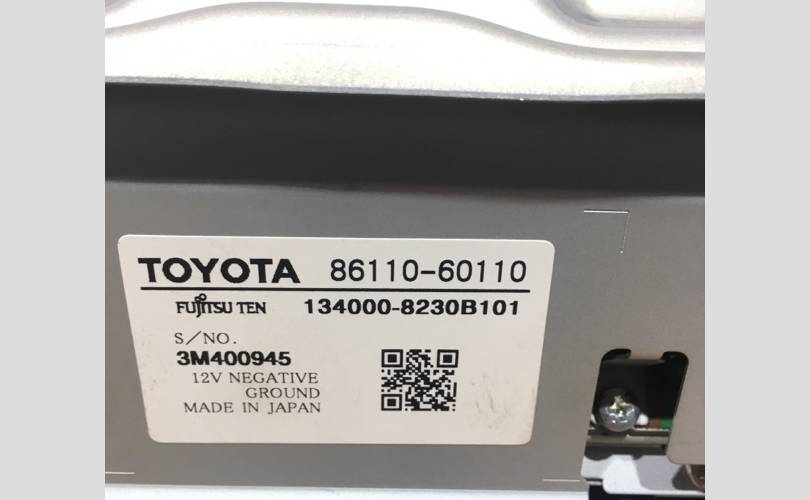 TOYOTA 86110-60110
FUJITSU TEN 134000-8230B101
S/NO.
3M400945
12V NEGATIVE
GROUND
MADE IN JAPAN